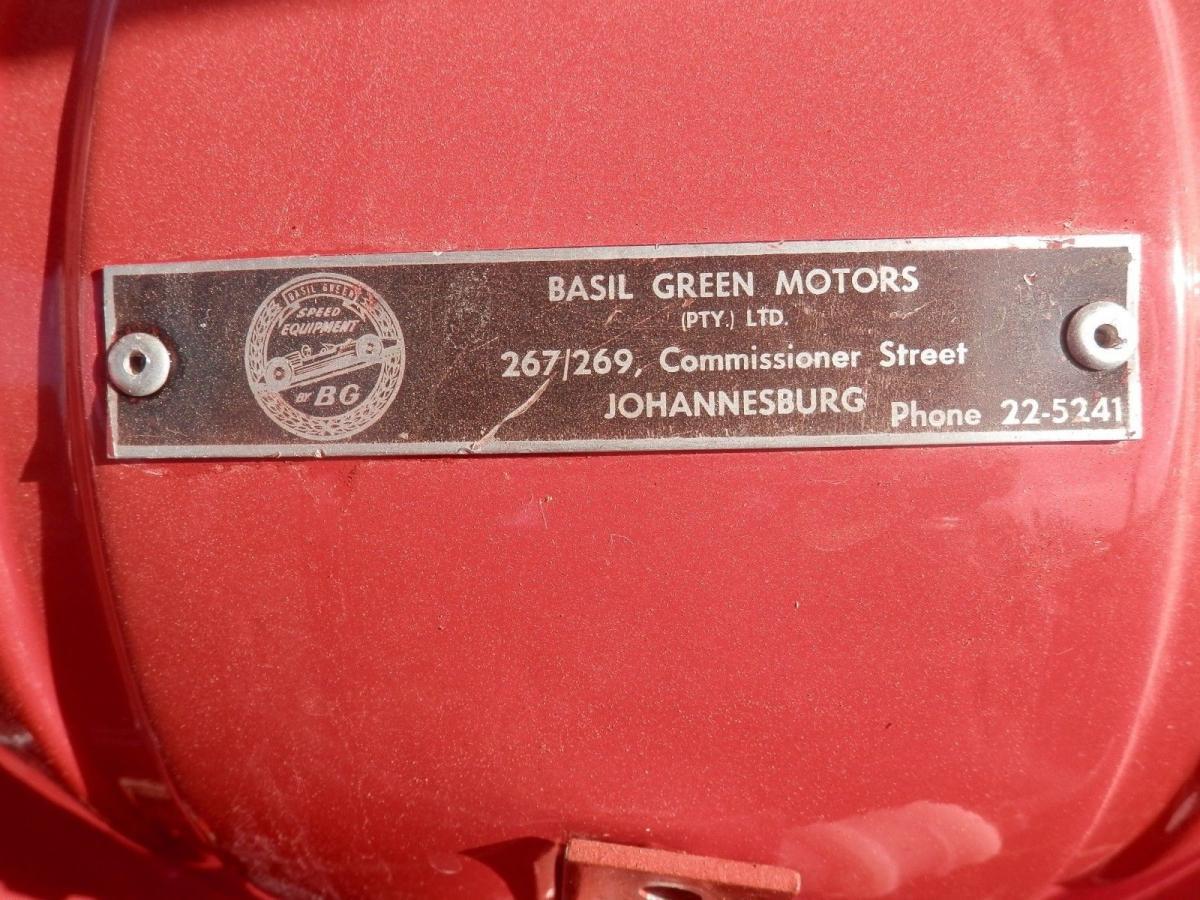 BASIL GREEN
SPEED
EQUIPMENT
BY BG
BASIL GREEN MOTORS
(PTY.) LTD.
267/269, Commissioner Street
JOHANNESBURG Phone 22-5241